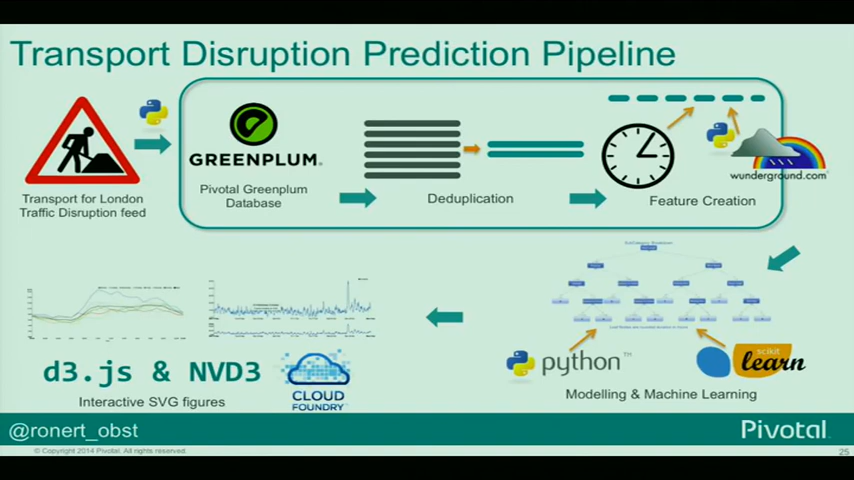 Transport Disruption Prediction Pipeline
GREENPLUM
Pivotal Greenplum
Database
Transport for London
Traffic Disruption feed
Deduplication
wunderground.com
Feature Creation
python™
scikit
learn
Modelling & Machine Learning
d3.js & NVD3
Interactive SVG figures
CLOUD
FOUNDRY
@ronert_obst
Pivotal
© Copyright 2014 Pivotal. All rights reserved.
25